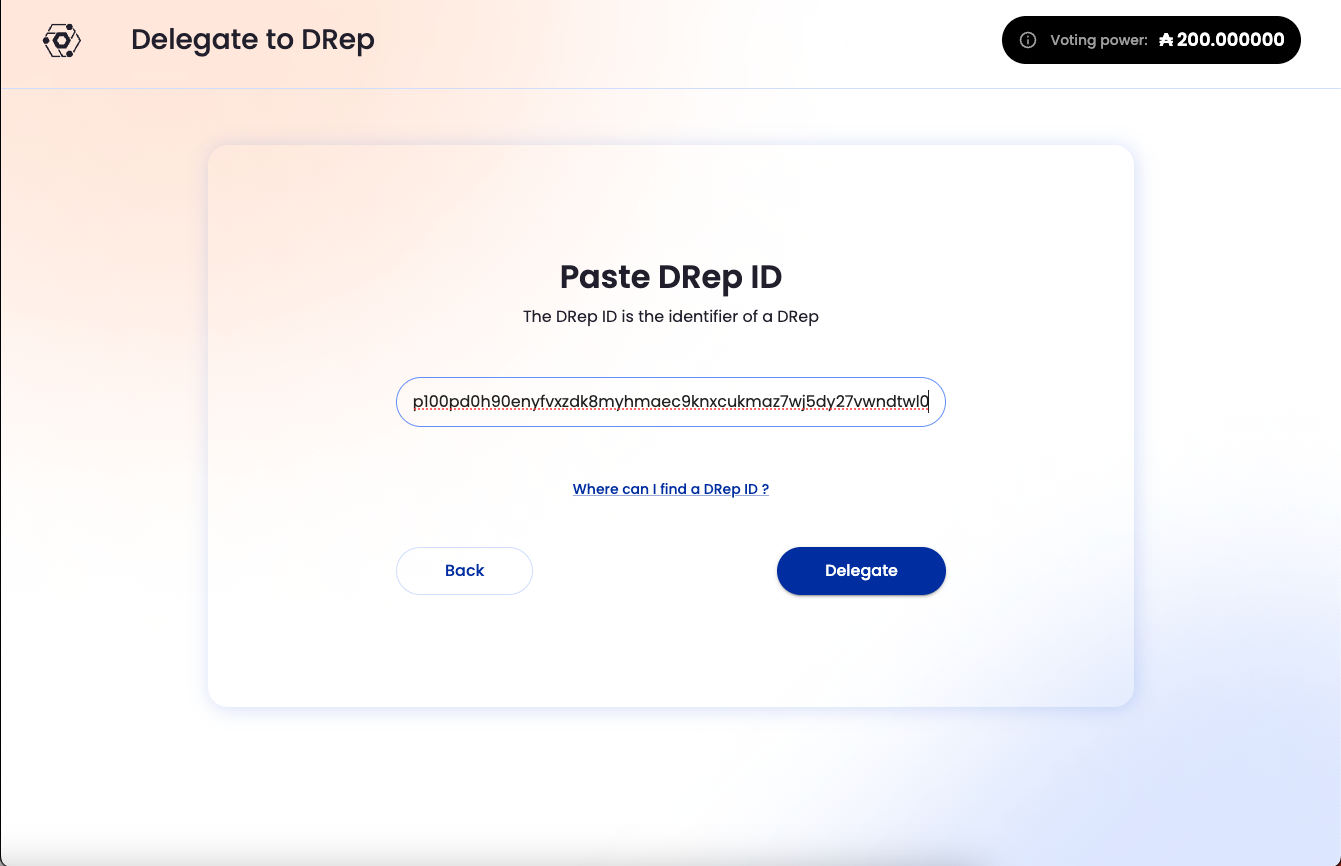 Delegate to DRep
Voting power: ₳ 200.000000
Paste DRep ID
The DRep ID is the identifier of a DRep
p100pd0h90enyfvxzdk8myhmaec9knxcukmaz7wj5dy27vwndtwl0
Where can I find a DRep ID ?
Back
Delegate